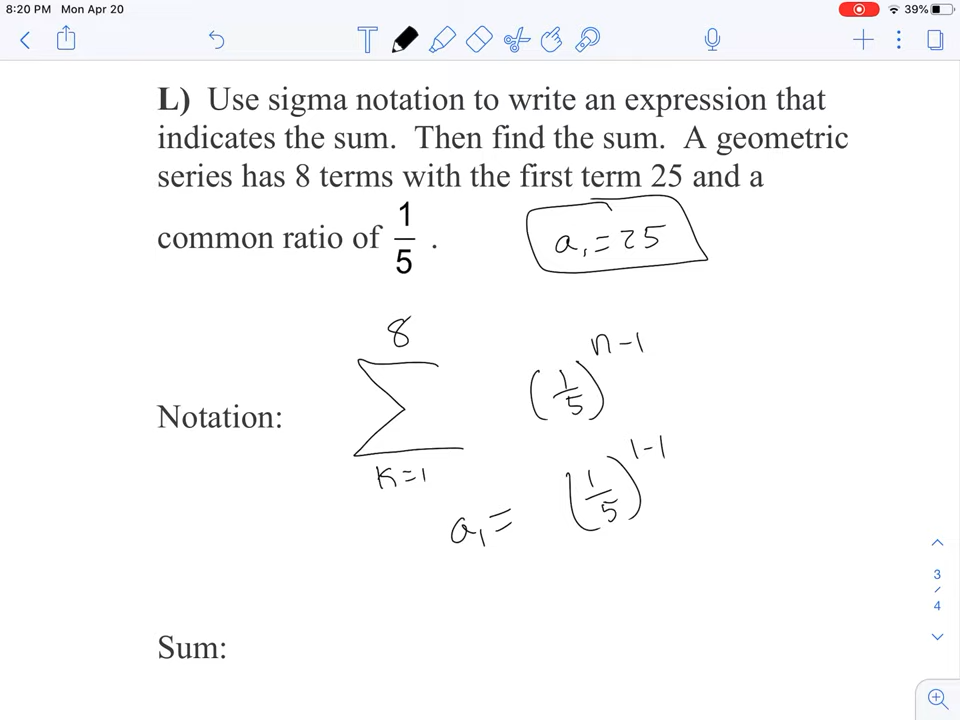 8:20 PM Mon Apr 20 39%
T
L) Use sigma notation to write an expression that
indicates the sum. Then find the sum. A geometric
series has 8 terms with the first term 25 and a
common ratio of 1/5 .
a₁ = 25
8
n-1
Notation: Σ (1/5)
k=1
1-1
a₁ = (1/5)
3
/
4
Sum: